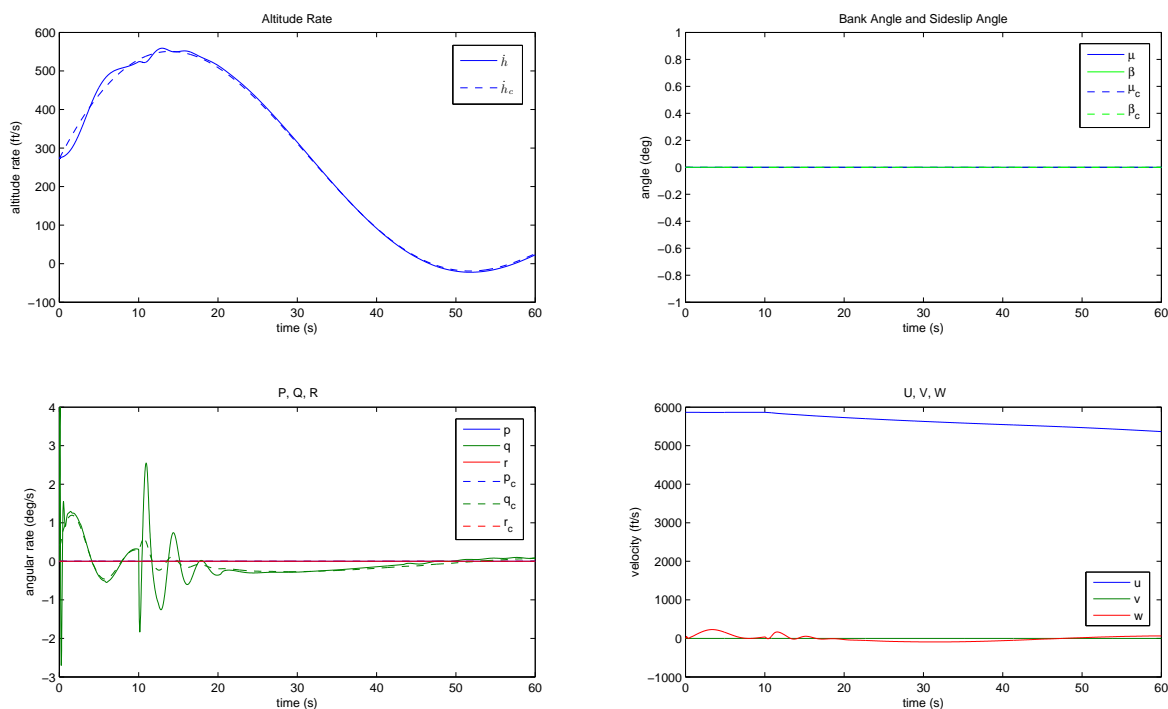 Altitude Rate
600
500
400
300
200
100
0
−100
altitude rate (ft/s)
0 10 20 30 40 50 60
time (s)
ḣ
ḣc
Bank Angle and Sideslip Angle
1
0.8
0.6
0.4
0.2
0
−0.2
−0.4
−0.6
−0.8
−1
angle (deg)
0 10 20 30 40 50 60
time (s)
μ
β
μc
βc
P, Q, R
4
3
2
1
0
−1
−2
−3
angular rate (deg/s)
0 10 20 30 40 50 60
time (s)
p
q
r
pc
qc
rc
U, V, W
6000
5000
4000
3000
2000
1000
0
−1000
velocity (ft/s)
0 10 20 30 40 50 60
time (s)
u
v
w